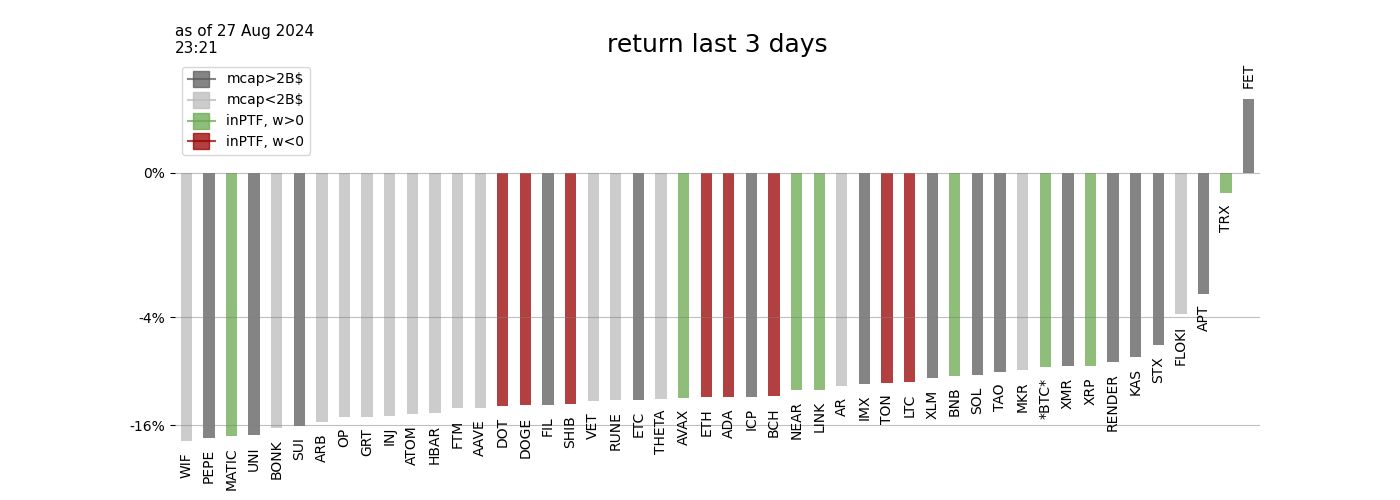 as of 27 Aug 2024
23:21
return last 3 days
mcap>2B$
mcap<2B$
inPTF, w>0
inPTF, w<0
0%
-4%
-16%
WIF
PEPE
MATIC
UNI
BONK
SUI
ARB
OP
GRT
INJ
ATOM
HBAR
FTM
AAVE
DOT
DOGE
FIL
SHIB
VET
RUNE
ETC
THETA
AVAX
ETH
ADA
ICP
BCH
NEAR
LINK
AR
IMX
TON
LTC
XLM
BNB
SOL
TAO
MKR
*BTC*
XMR
XRP
RENDER
KAS
STX
FLOKI
APT
TRX
FET